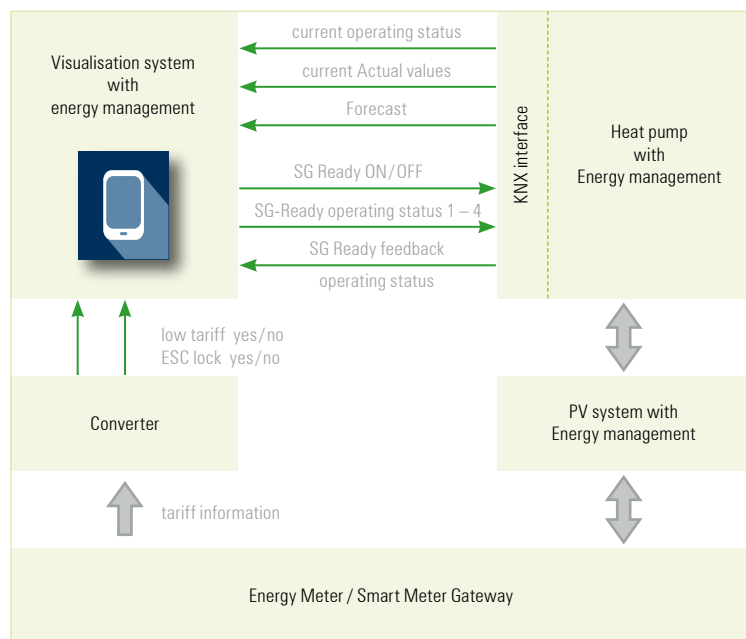 Visualisation system
with
energy management
current operating status
current Actual values
Forecast
SG Ready ON/OFF
SG-Ready operating status 1 – 4
SG Ready feedback
operating status
KNX interface
Heat pump
with
Energy management
low tariff yes/no
ESC lock yes/no
Converter
PV system with
Energy management
tariff information
Energy Meter / Smart Meter Gateway